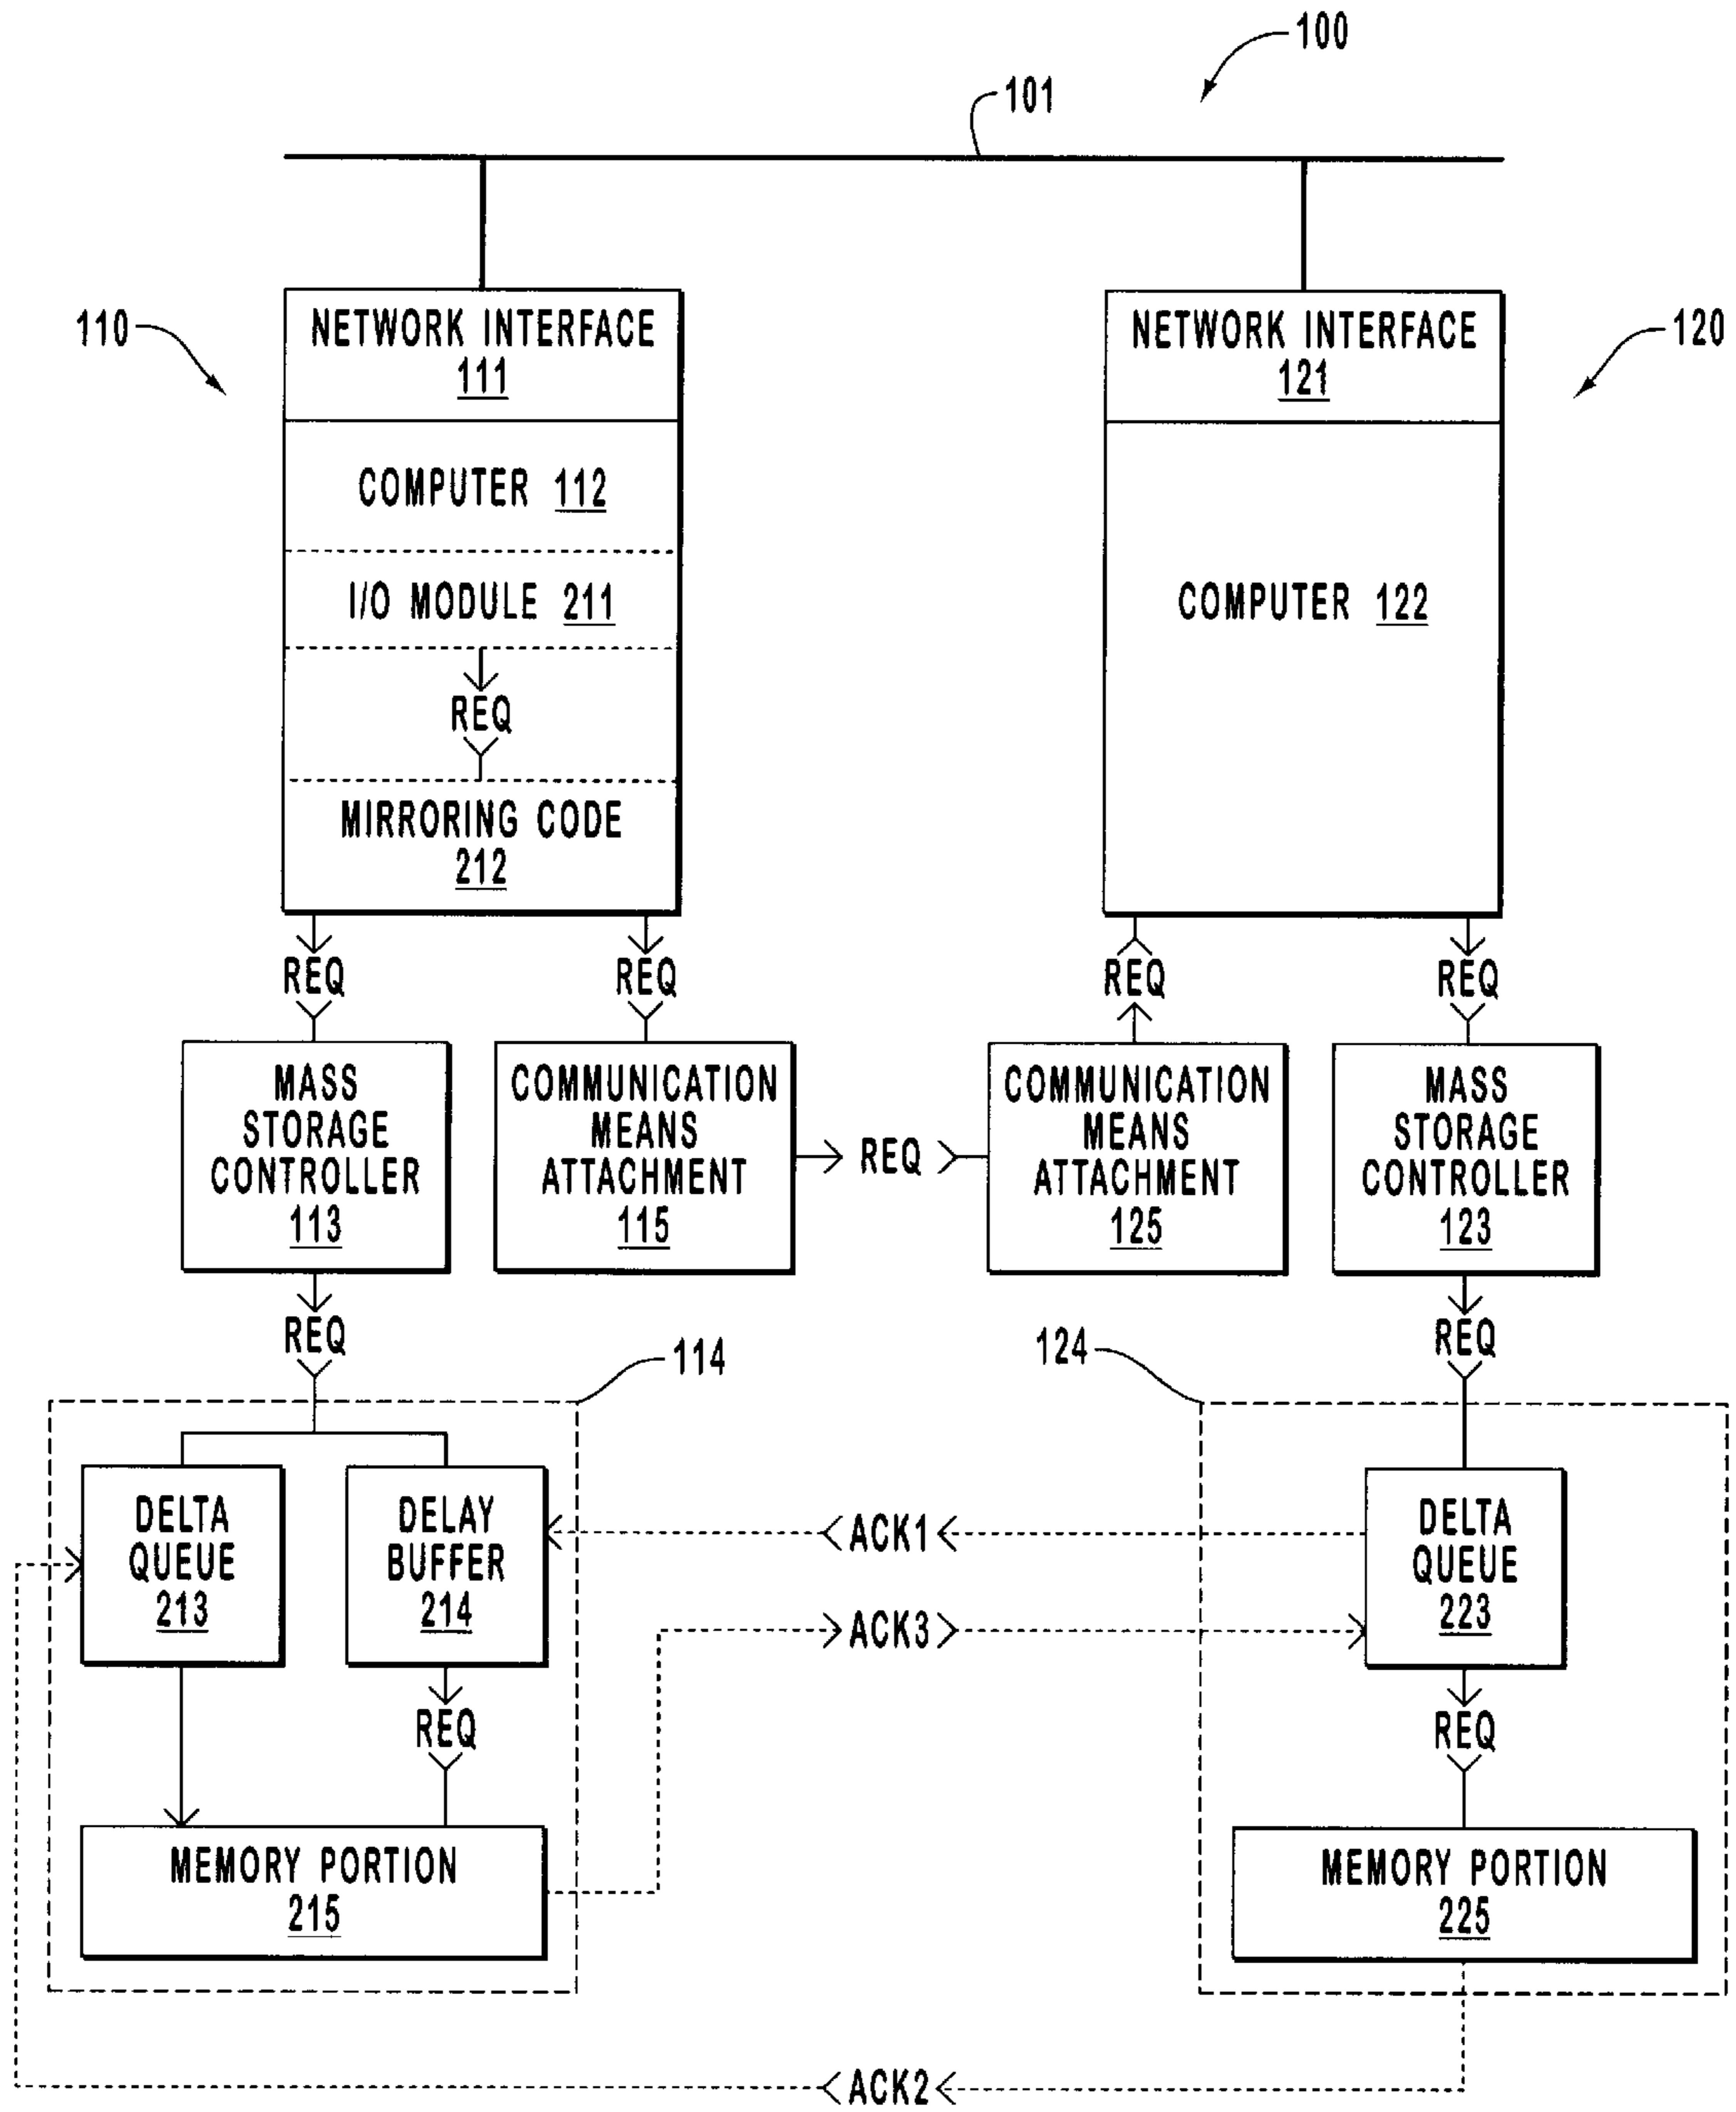 100
101
110
NETWORK INTERFACE
111
COMPUTER 112
I/O MODULE 211
REQ
MIRRORING CODE
212
NETWORK INTERFACE
121
120
COMPUTER 122
REQ
REQ
REQ
REQ
MASS
STORAGE
CONTROLLER
113
COMMUNICATION
MEANS
ATTACHMENT
115
REQ
COMMUNICATION
MEANS
ATTACHMENT
125
MASS
STORAGE
CONTROLLER
123
REQ
114
124
REQ
DELTA
QUEUE
213
DELAY
BUFFER
214
ACK1
ACK3
DELTA
QUEUE
223
REQ
REQ
MEMORY PORTION
215
MEMORY PORTION
225
ACK2